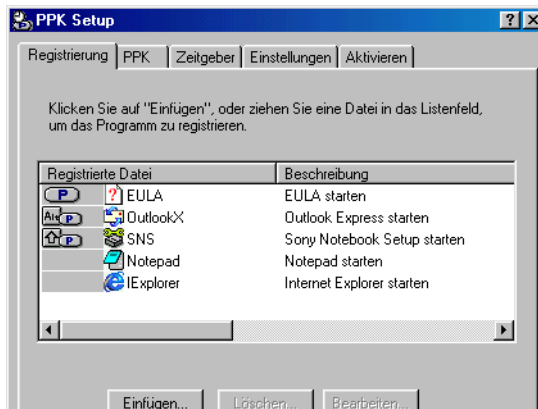 PPK Setup
Registrierung PPK Zeitgeber Einstellungen Aktivieren
Klicken Sie auf "Einfügen", oder ziehen Sie eine Datei in das Listenfeld,
um das Programm zu registrieren.
Registrierte Datei Beschreibung
P EULA EULA starten
Alt P OutlookX Outlook Express starten
P SNS Sony Notebook Setup starten
Notepad Notepad starten
IExplorer Internet Explorer starten
Einfügen... Löschen... Bearbeiten...